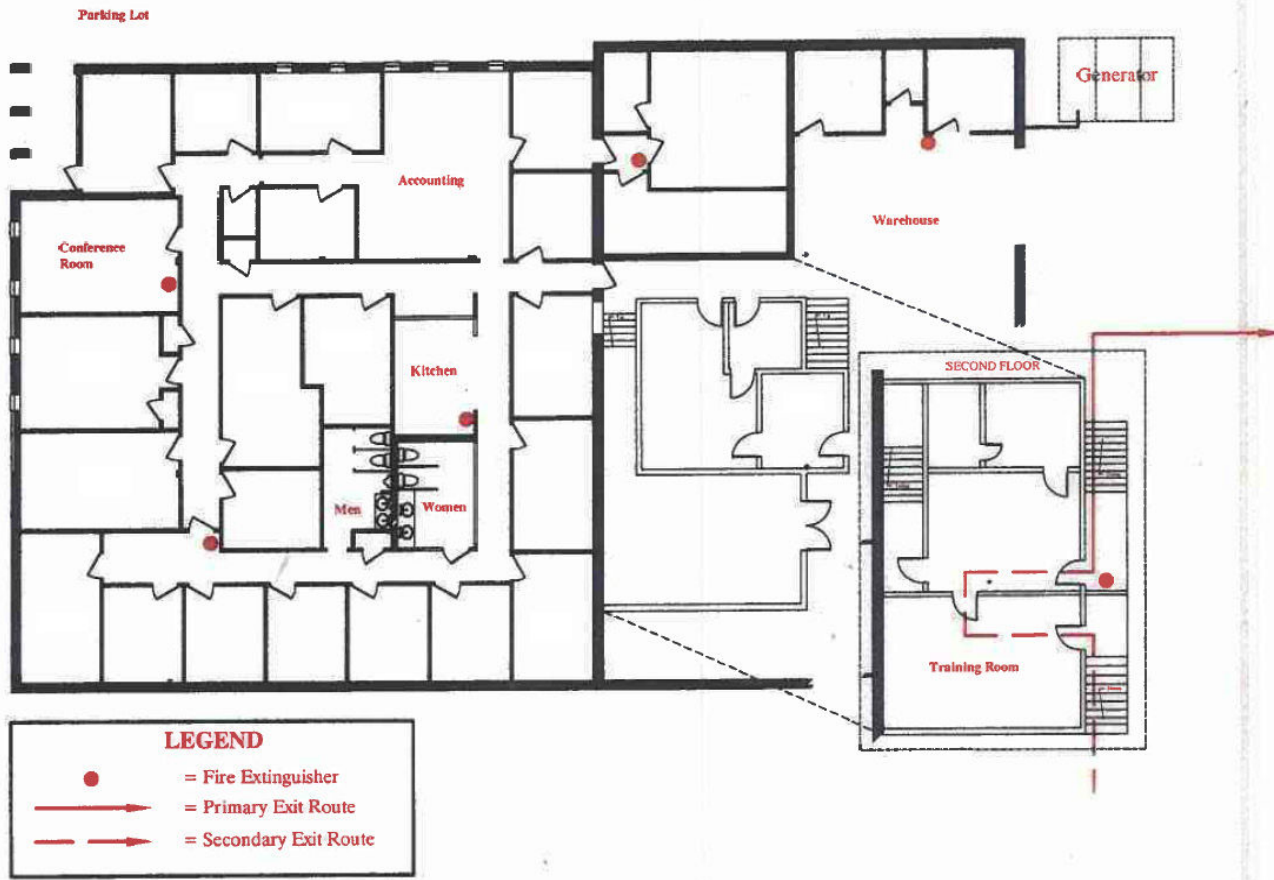 Parking Lot
Generator
Accounting
Warehouse
Conference
Room
SECOND FLOOR
Kitchen
Men
Women
Training Room
LEGEND
= Fire Extinguisher
= Primary Exit Route
= Secondary Exit Route